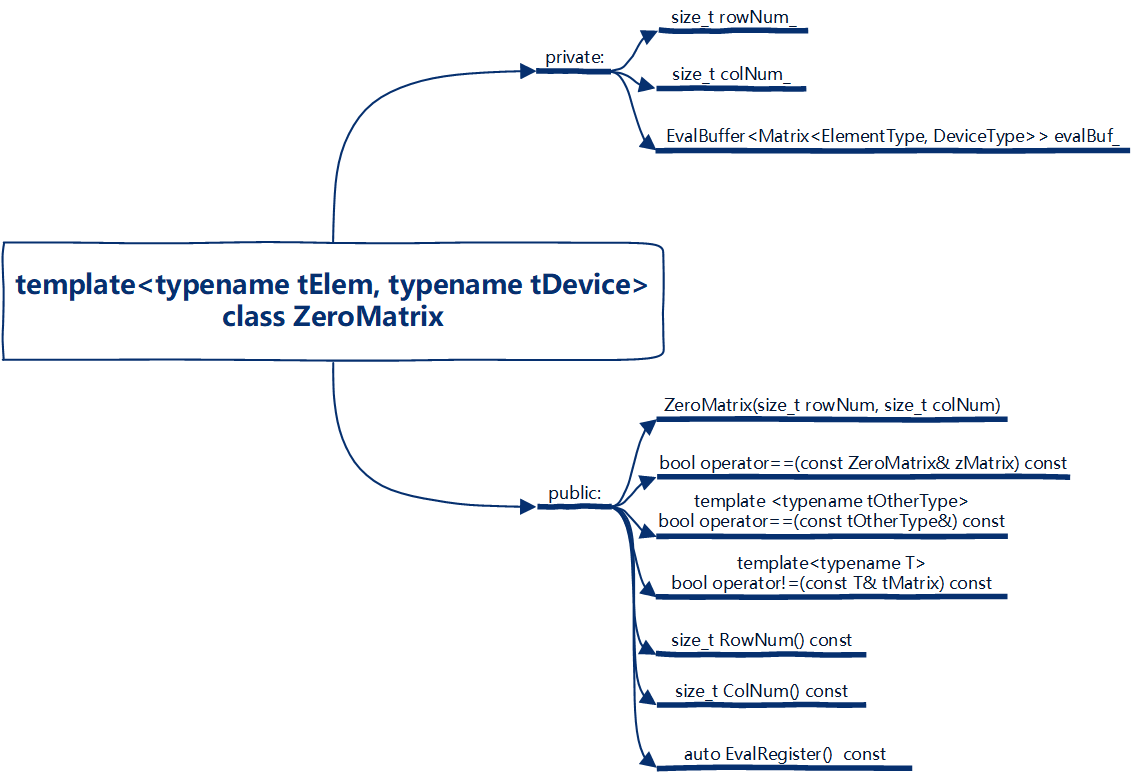 private:
size_t rowNum_
size_t colNum_
EvalBuffer<Matrix<ElementType, DeviceType>> evalBuf_
template<typename tElem, typename tDevice>
class ZeroMatrix
public:
ZeroMatrix(size_t rowNum, size_t colNum)
bool operator==(const ZeroMatrix& zMatrix) const
template <typename tOtherType>
bool operator==(const tOtherType&) const
template<typename T>
bool operator!=(const T& tMatrix) const
size_t RowNum() const
size_t ColNum() const
auto EvalRegister()  const